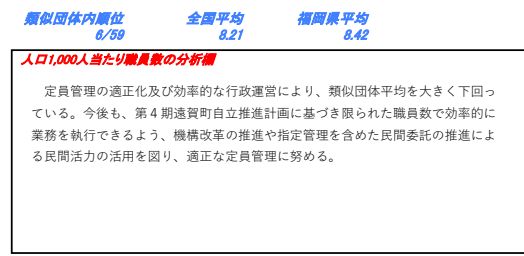 類似団体内順位 全国平均 福岡県平均
6/59 8.21 8.42
人口1,000人当たり職員数の分析欄
定員管理の適正化及び効率的な行政運営により、類似団体平均を大きく下回っ
ている。今後も、第４期遠賀町自立推進計画に基づき限られた職員数で効率的に
業務を執行できるよう、機構改革の推進や指定管理を含めた民間委託の推進によ
る民間活力の活用を図り、適正な定員管理に努める。